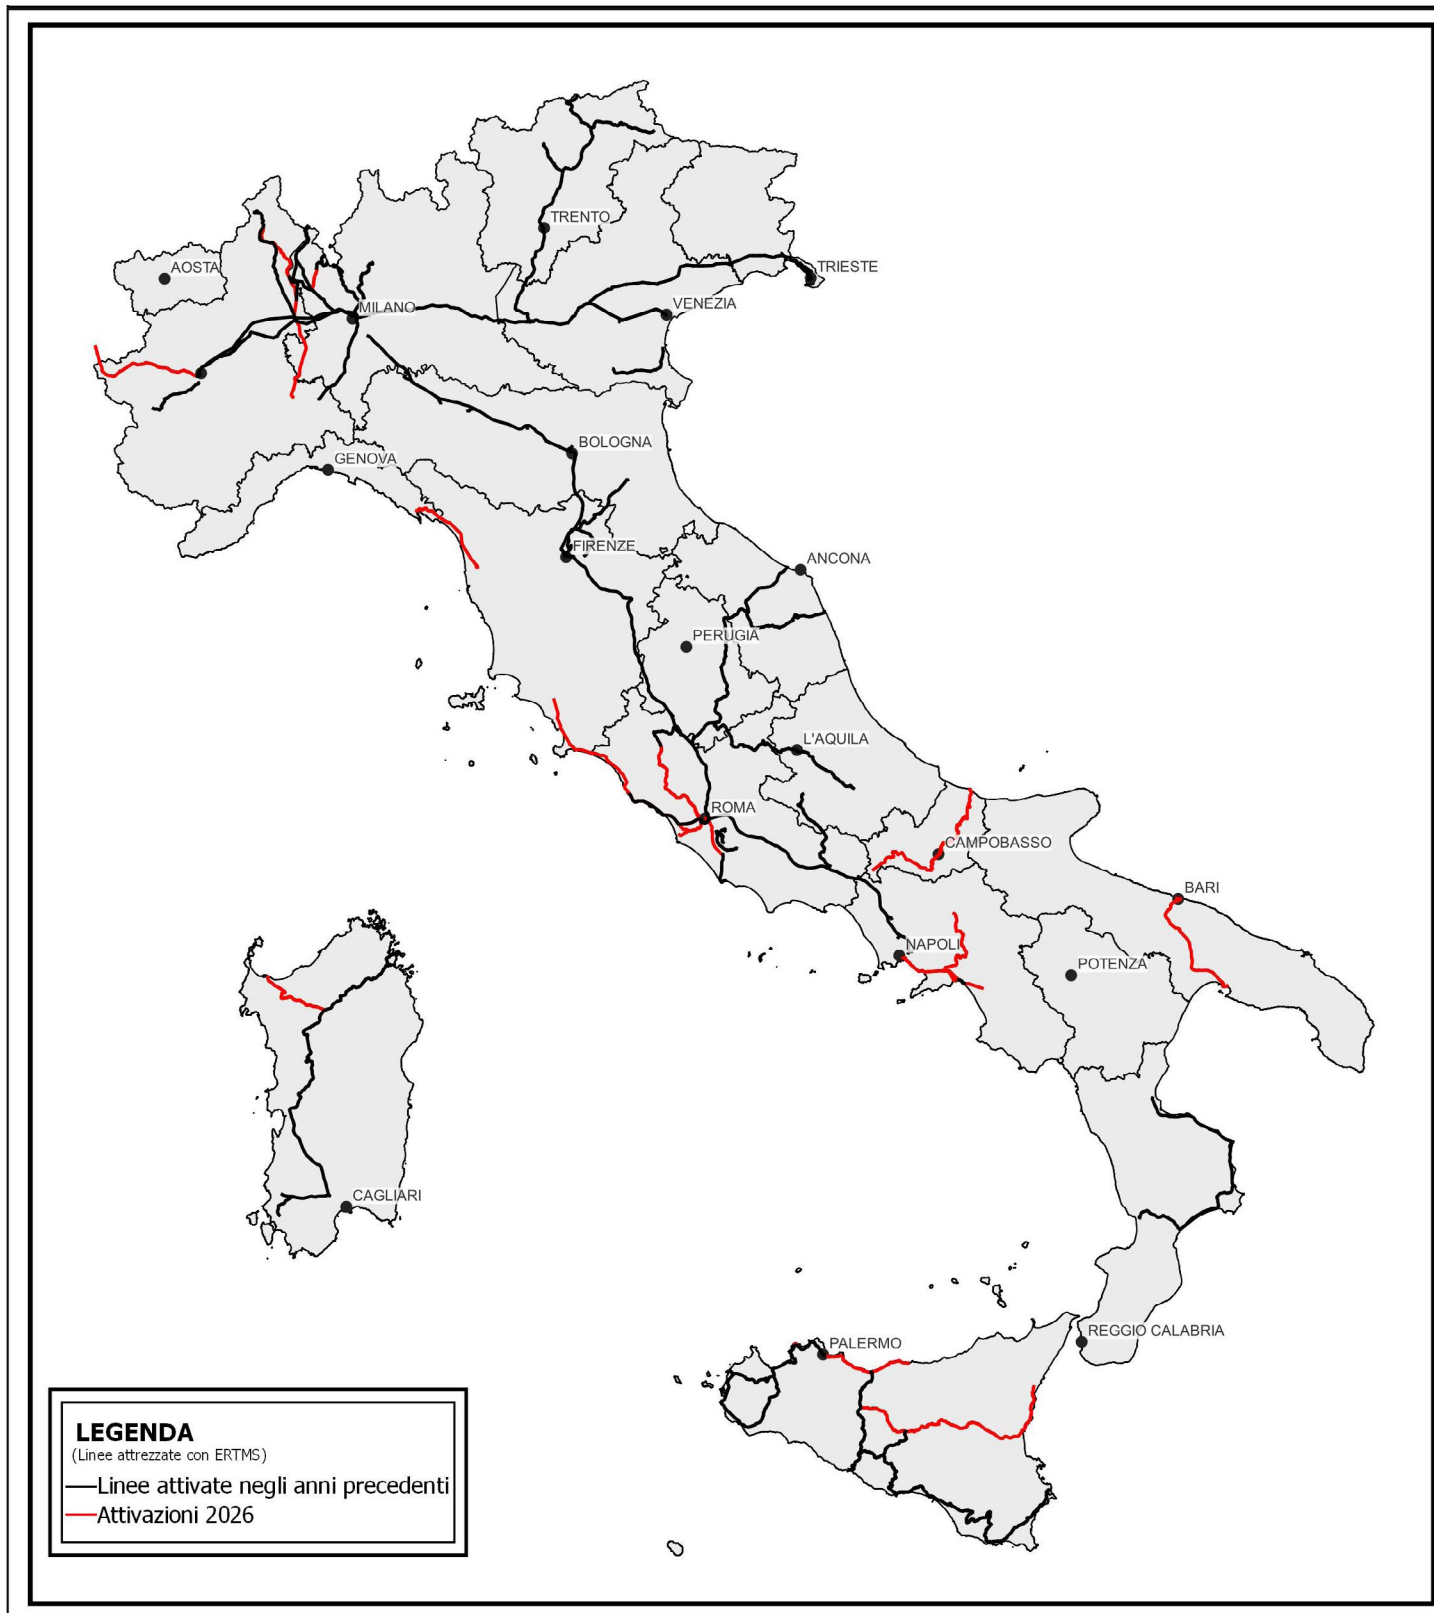 TRENTO
AOSTA
TRIESTE
MILANO
VENEZIA
BOLOGNA
GENOVA
FIRENZE
ANCONA
PERUGIA
L'AQUILA
ROMA
CAMPOBASSO
BARI
NAPOLI
POTENZA
CAGLIARI
REGGIO CALABRIA
PALERMO
LEGENDA
(Linee attrezzate con ERTMS)
Linee attivate negli anni precedenti
Attivazioni 2026